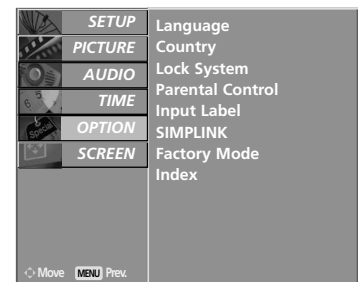 SETUP
PICTURE
AUDIO
TIME
OPTION
SCREEN
Language
Country
Lock System
Parental Control
Input Label
SIMPLINK
Factory Mode
Index
Move MENU Prev.